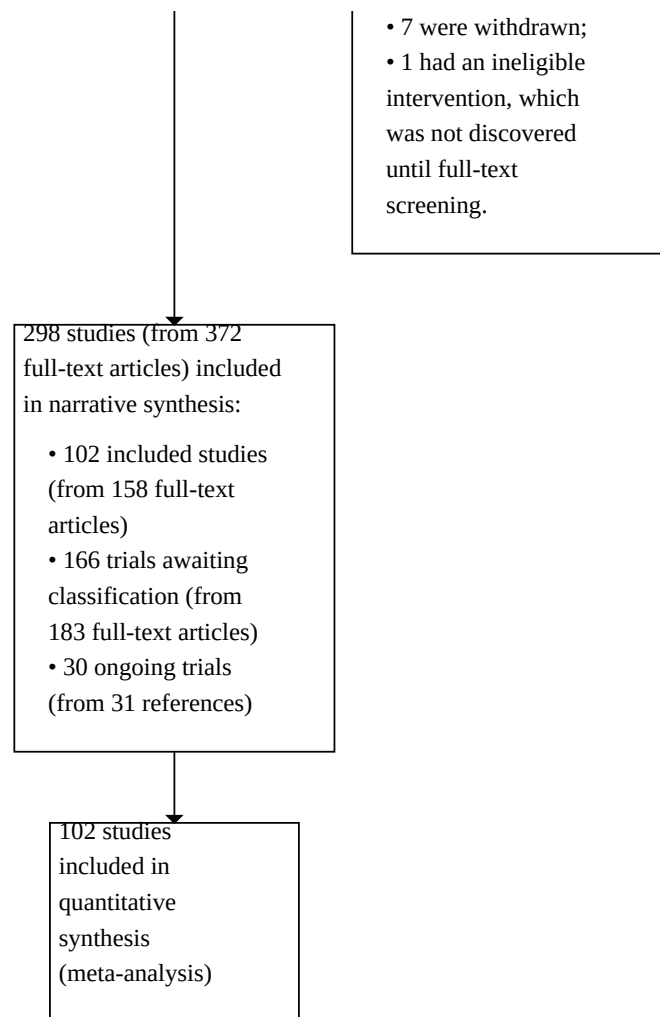 • 7 were withdrawn;
• 1 had an ineligible
intervention, which
was not discovered
until full-text
screening.
298 studies (from 372
full-text articles) included
in narrative synthesis:
• 102 included studies
(from 158 full-text
articles)
• 166 trials awaiting
classification (from
183 full-text articles)
• 30 ongoing trials
(from 31 references)
102 studies
included in
quantitative
synthesis
(meta-analysis)